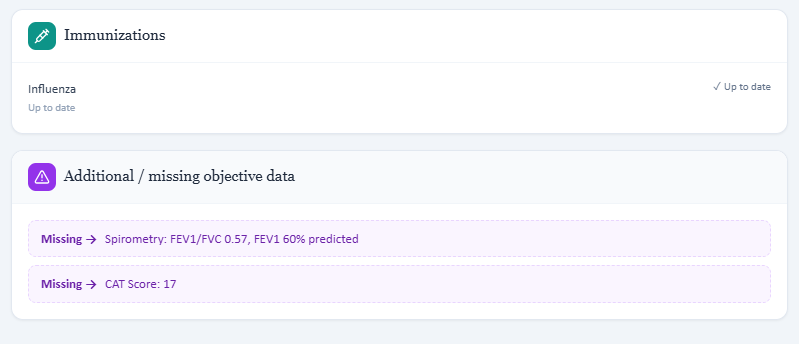 Immunizations
Influenza
✓ Up to date
Up to date
Additional / missing objective data
Missing → Spirometry: FEV1/FVC 0.57, FEV1 60% predicted
Missing → CAT Score: 17